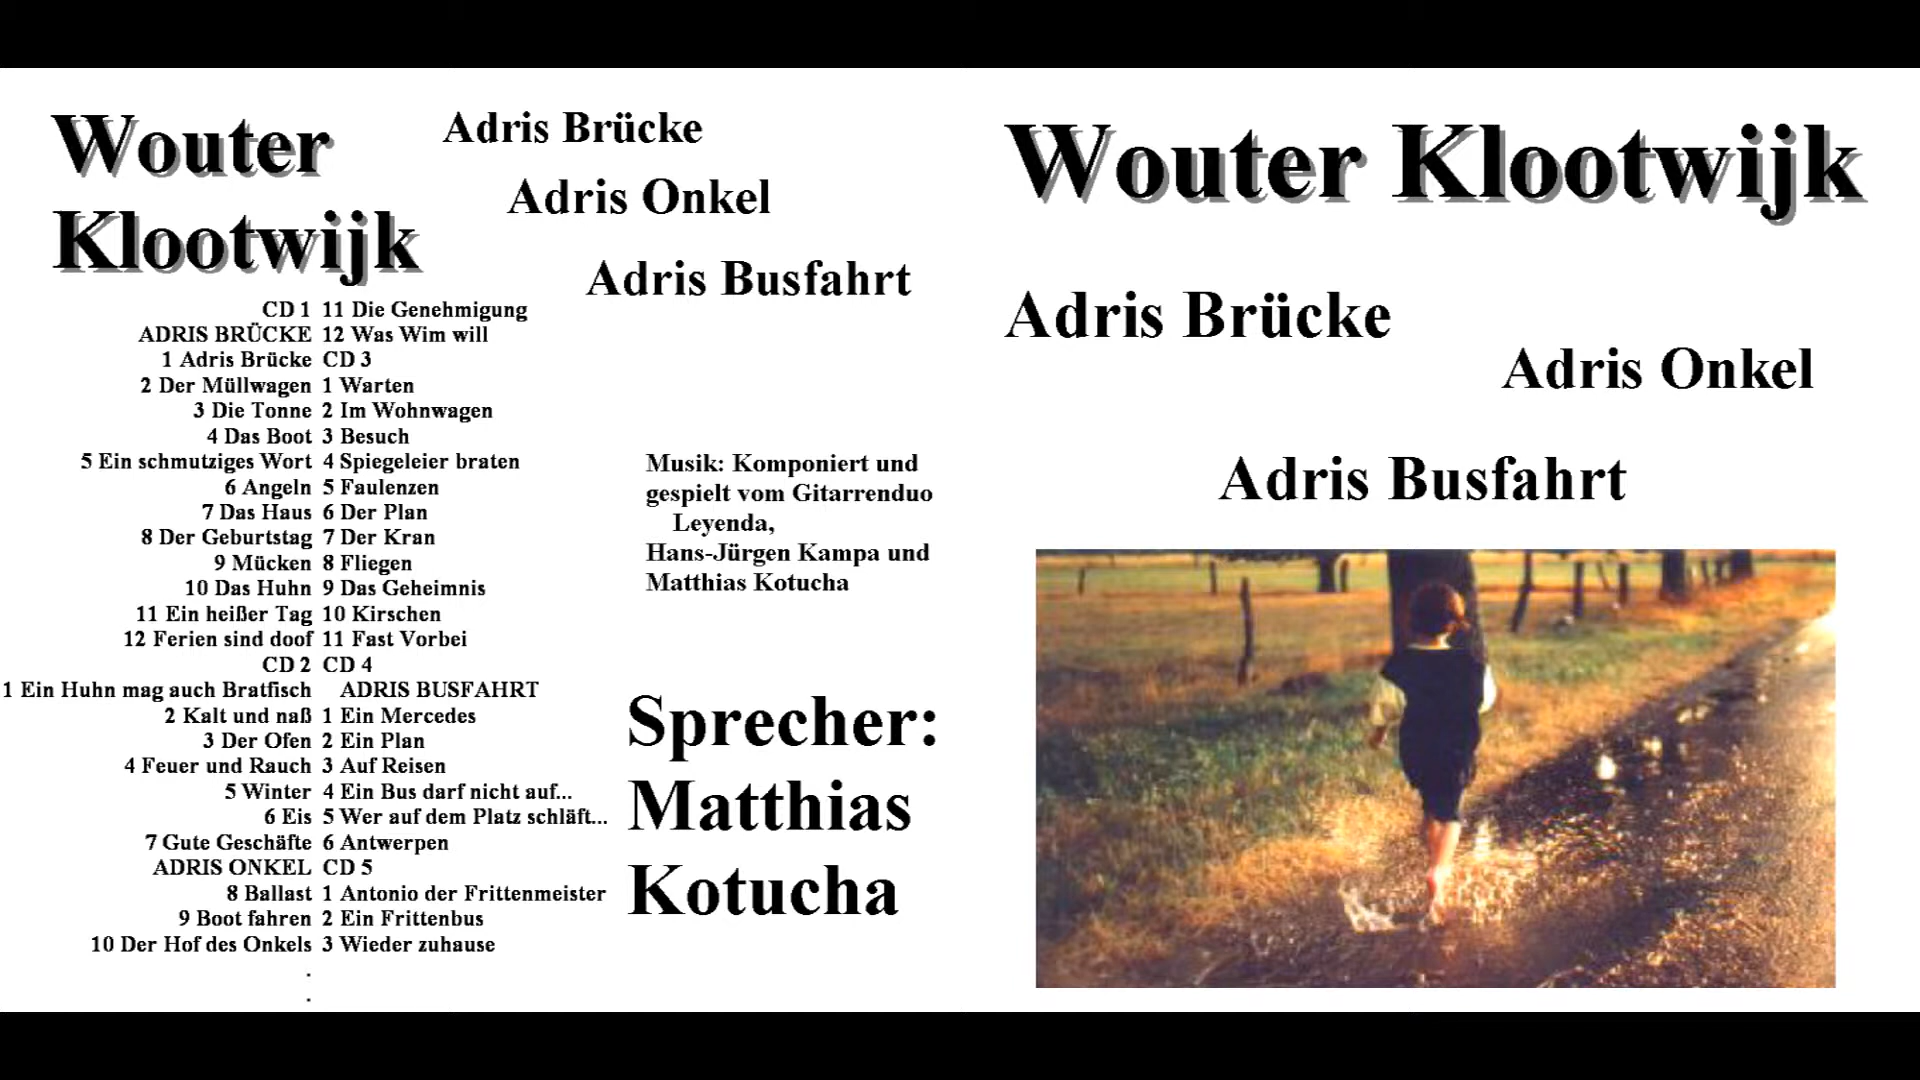 Wouter
Klootwijk
Adris Brücke
Adris Onkel
Adris Busfahrt
CD 1
ADRIS BRÜCKE
1 Adris Brücke
2 Der Müllwagen
3 Die Tonne
4 Das Boot
5 Ein schmutziges Wort
6 Angeln
7 Das Haus
8 Der Geburtstag
9 Mücken
10 Das Huhn
11 Ein heißer Tag
12 Ferien sind doof
CD 2
1 Ein Huhn mag auch Bratfisch
2 Kalt und naß
3 Der Ofen
4 Feuer und Rauch
5 Winter
6 Eis
7 Gute Geschäfte
ADRIS ONKEL
8 Ballast
9 Boot fahren
10 Der Hof des Onkels
.
.
11 Die Genehmigung
12 Was Wim will
CD 3
1 Warten
2 Im Wohnwagen
3 Besuch
4 Spiegeleier braten
5 Faulenzen
6 Der Plan
7 Der Kran
8 Fliegen
9 Das Geheimnis
10 Kirschen
11 Fast Vorbei
CD 4
ADRIS BUSFAHRT
1 Ein Mercedes
2 Ein Plan
3 Auf Reisen
4 Ein Bus darf nicht auf...
5 Wer auf dem Platz schläft...
6 Antwerpen
CD 5
1 Antonio der Frittenmeister
2 Ein Frittenbus
3 Wieder zuhause
Musik: Komponiert und
gespielt vom Gitarrenduo
Leyenda,
Hans-Jürgen Kampa und
Matthias Kotucha
Sprecher:
Matthias
Kotucha
Wouter Klootwijk
Adris Brücke
Adris Onkel
Adris Busfahrt